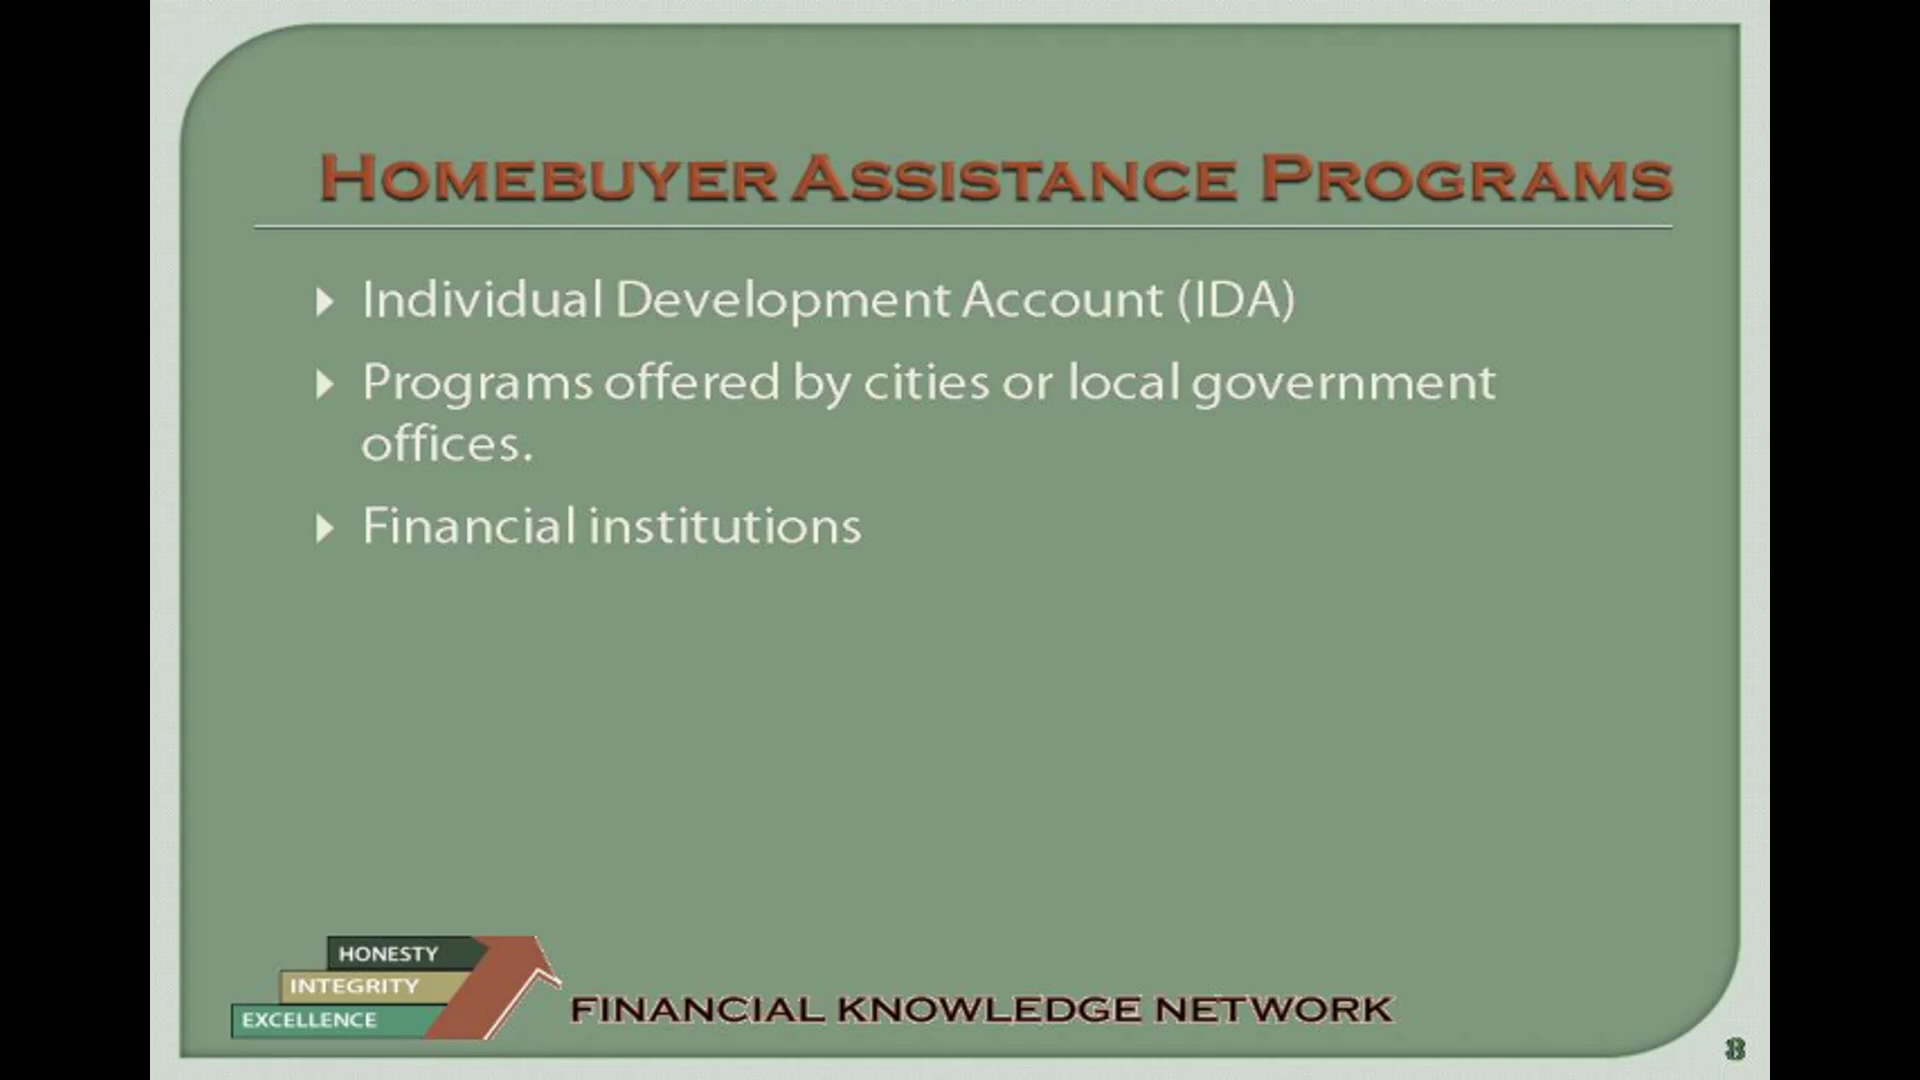 Homebuyer Assistance Programs
Individual Development Account (IDA)
Programs offered by cities or local government
offices.
Financial institutions
HONESTY
INTEGRITY
EXCELLENCE
FINANCIAL KNOWLEDGE NETWORK
8